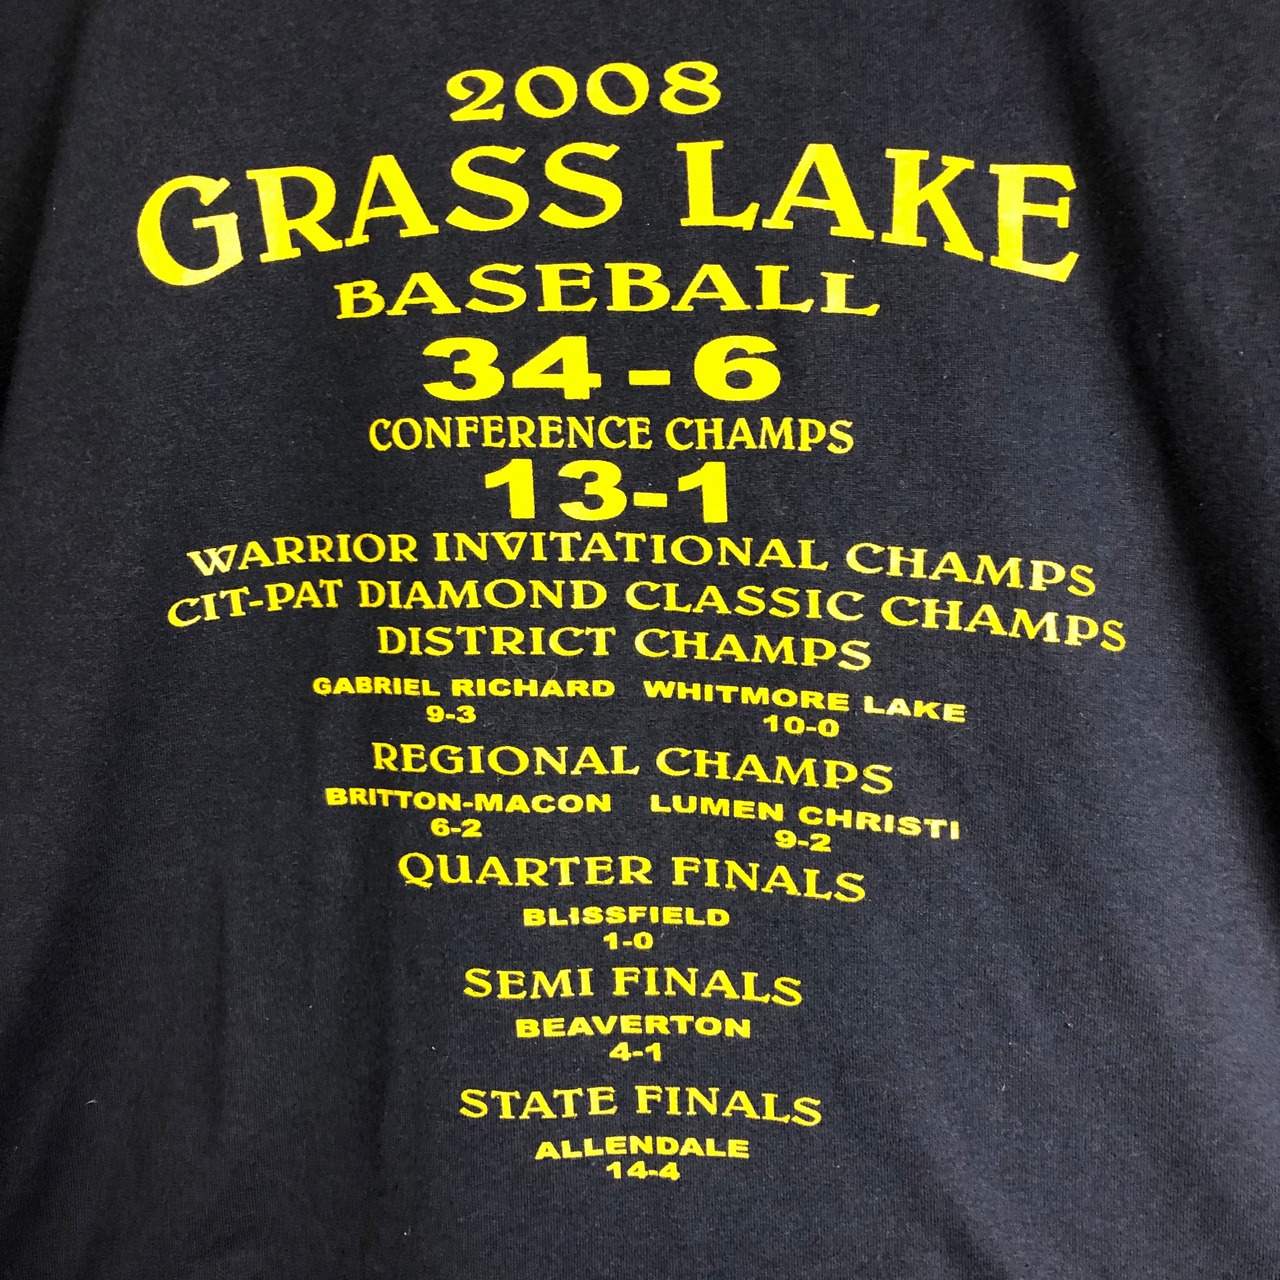 2008
GRASS LAKE
BASEBALL
34-6
CONFERENCE CHAMPS
13-1
WARRIOR INVITATIONAL CHAMPS
CIT-PAT DIAMOND CLASSIC CHAMPS
DISTRICT CHAMPS
GABRIEL RICHARD WHITMORE LAKE
9-3 10-0
REGIONAL CHAMPS
BRITTON-MACON LUMEN CHRISTI
6-2 9-2
QUARTER FINALS
BLISSFIELD
1-0
SEMI FINALS
BEAVERTON
4-1
STATE FINALS
ALLENDALE
14-4